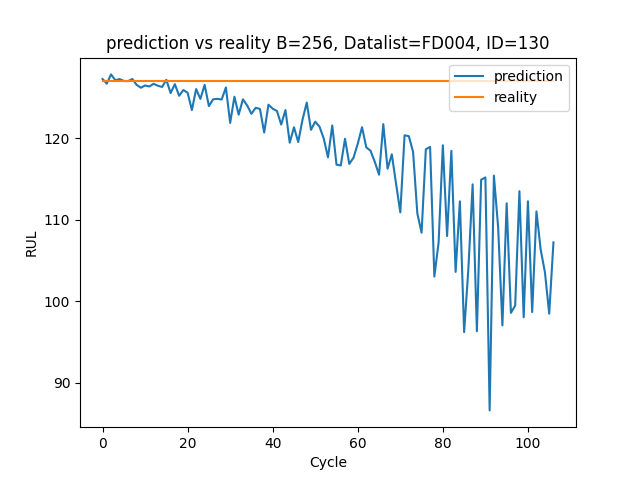 prediction vs reality B=256, Datalist=FD004, ID=130
prediction
reality
120
110
100
90
RUL
0 20 40 60 80 100
Cycle